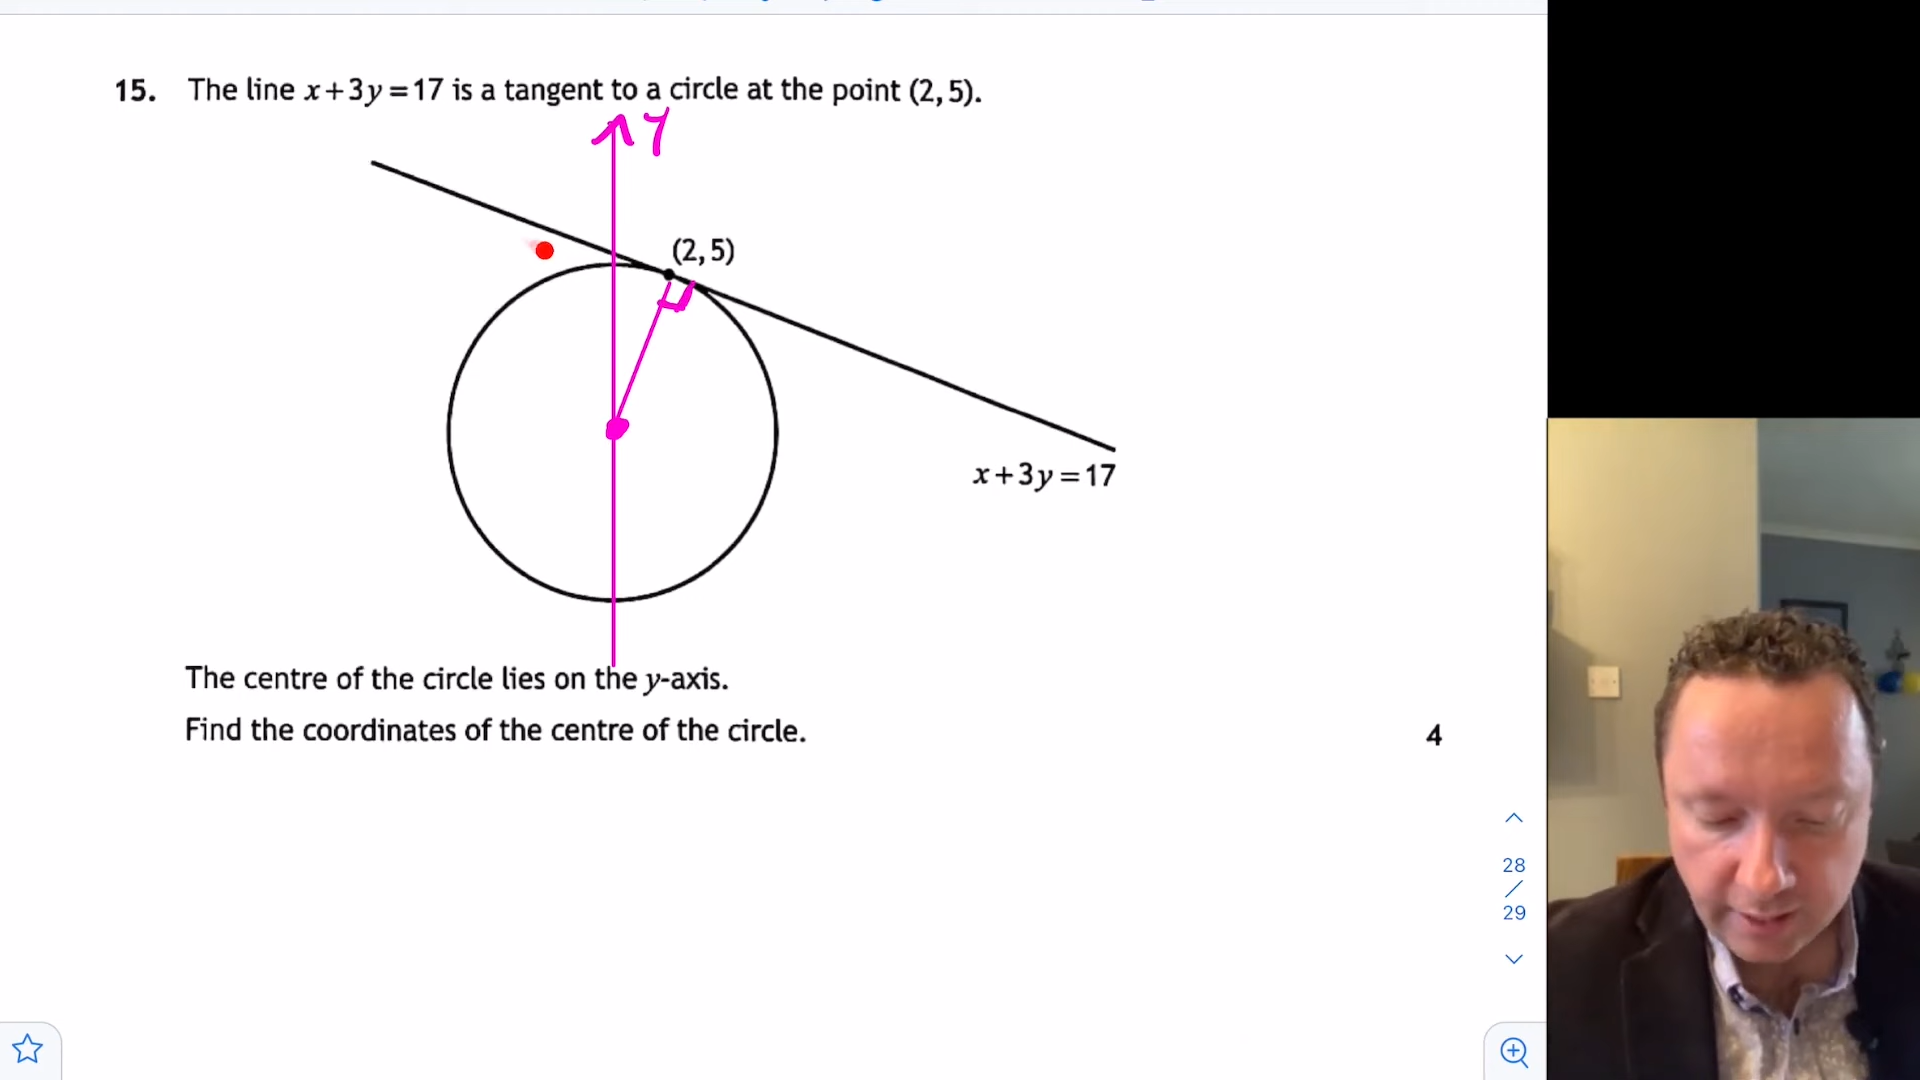 15. The line x+3y=17 is a tangent to a circle at the point (2,5).
y
(2,5)
x+3y=17
The centre of the circle lies on the y-axis.
Find the coordinates of the centre of the circle.
4
28
/
29